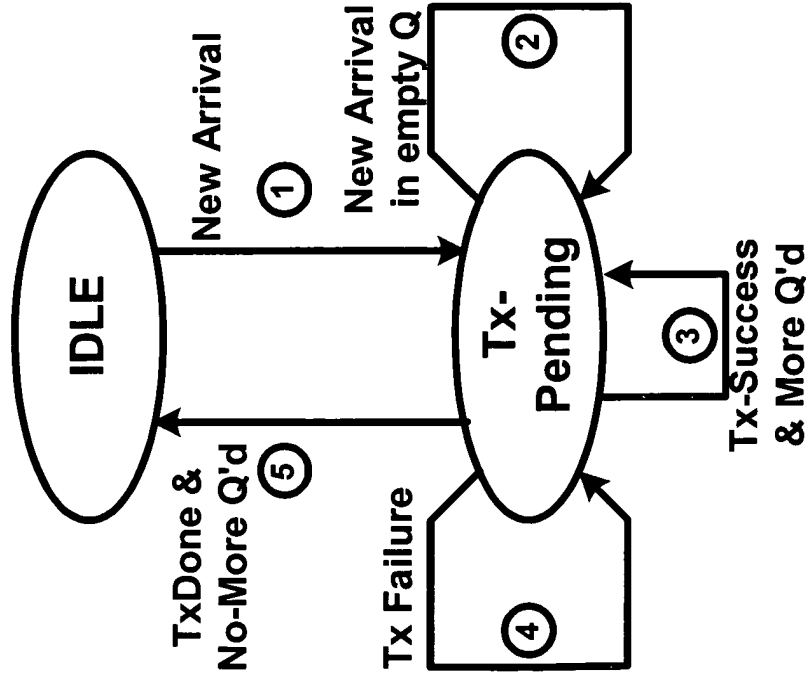 IDLE
New Arrival
1
TxDone &
No-More Q'd
5
New Arrival
in empty Q
2
Tx Failure
4
Tx-
Pending
3
Tx-Success
& More Q'd